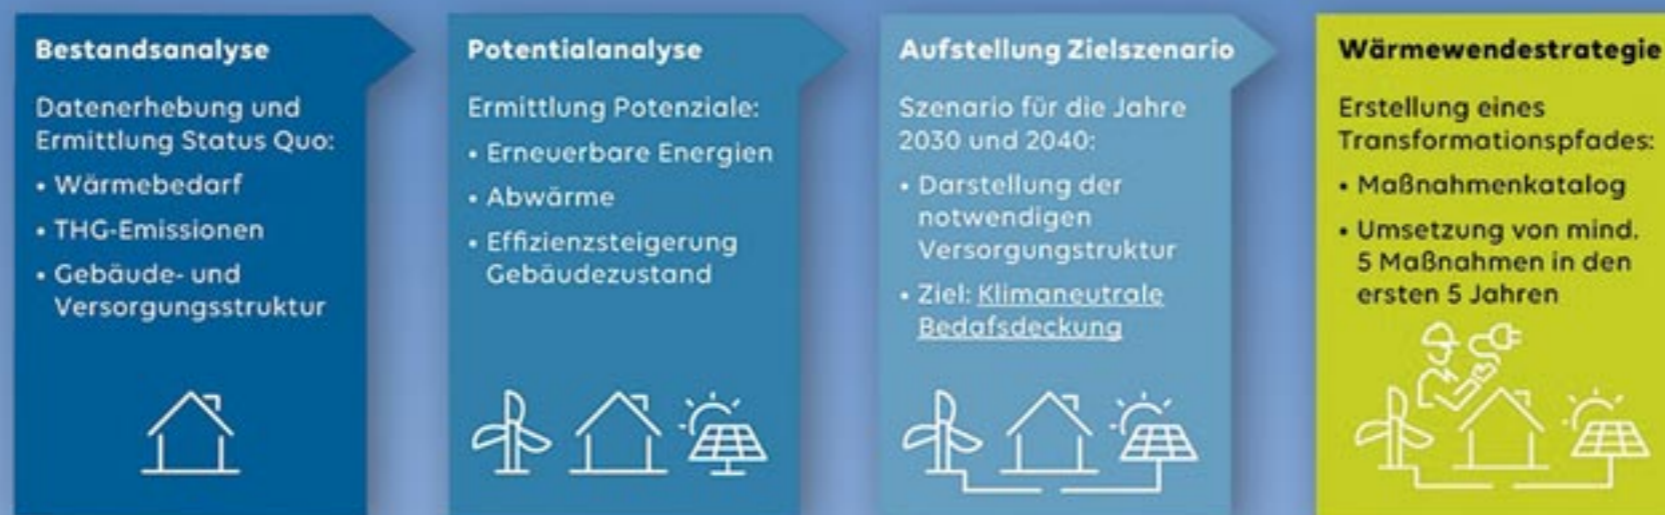 Bestandsanalyse
Datenerhebung und
Ermittlung Status Quo:
• Wärmebedarf
• THG-Emissionen
• Gebäude- und
Versorgungsstruktur
Potentialanalyse
Ermittlung Potenziale:
• Erneuerbare Energien
• Abwärme
• Effizienzsteigerung
Gebäudezustand
Aufstellung Zielszenario
Szenario für die Jahre
2030 und 2040:
• Darstellung der
notwendigen
Versorgungstruktur
• Ziel: Klimaneutrale
Bedafsdeckung
Wärmewendestrategie
Erstellung eines
Transformationspfades:
• Maßnahmenkatalog
• Umsetzung von mind.
5 Maßnahmen in den
ersten 5 Jahren